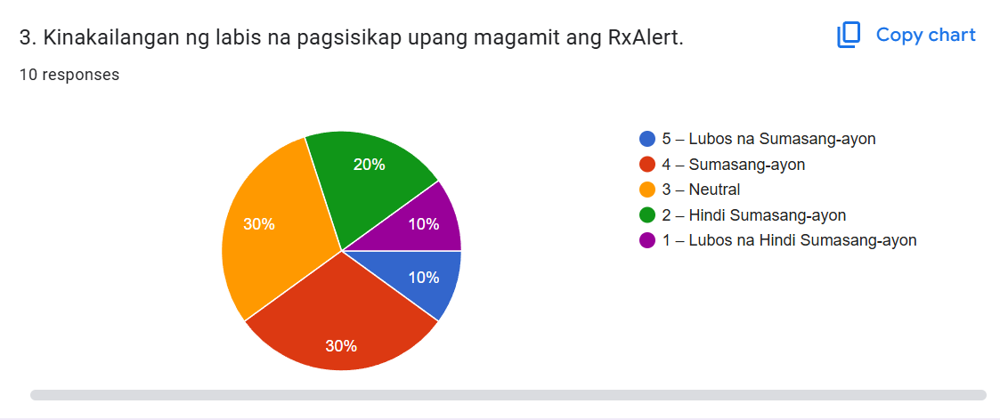 3. Kinakailangan ng labis na pagsisikap upang magamit ang RxAlert.
Copy chart
10 responses
5 – Lubos na Sumasang-ayon
4 – Sumasang-ayon
3 – Neutral
2 – Hindi Sumasang-ayon
1 – Lubos na Hindi Sumasang-ayon
20%
30%
10%
10%
30%